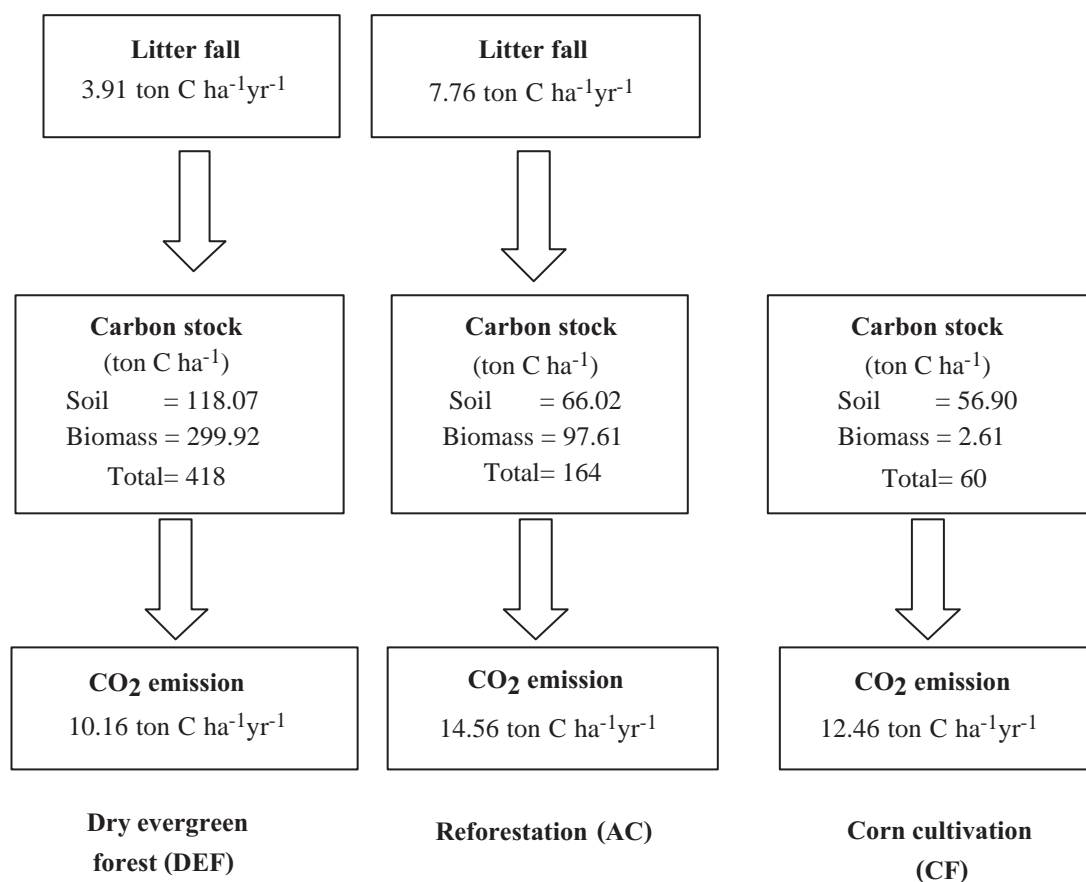 Litter fall
3.91 ton C ha⁻¹yr⁻¹
Litter fall
7.76 ton C ha⁻¹yr⁻¹
Carbon stock
(ton C ha⁻¹)
Soil = 118.07
Biomass = 299.92
Total= 418
Carbon stock
(ton C ha⁻¹)
Soil = 66.02
Biomass = 97.61
Total= 164
Carbon stock
(ton C ha⁻¹)
Soil = 56.90
Biomass = 2.61
Total= 60
CO₂ emission
10.16 ton C ha⁻¹yr⁻¹
CO₂ emission
14.56 ton C ha⁻¹yr⁻¹
CO₂ emission
12.46 ton C ha⁻¹yr⁻¹
Dry evergreen
forest (DEF)
Reforestation (AC)
Corn cultivation
(CF)